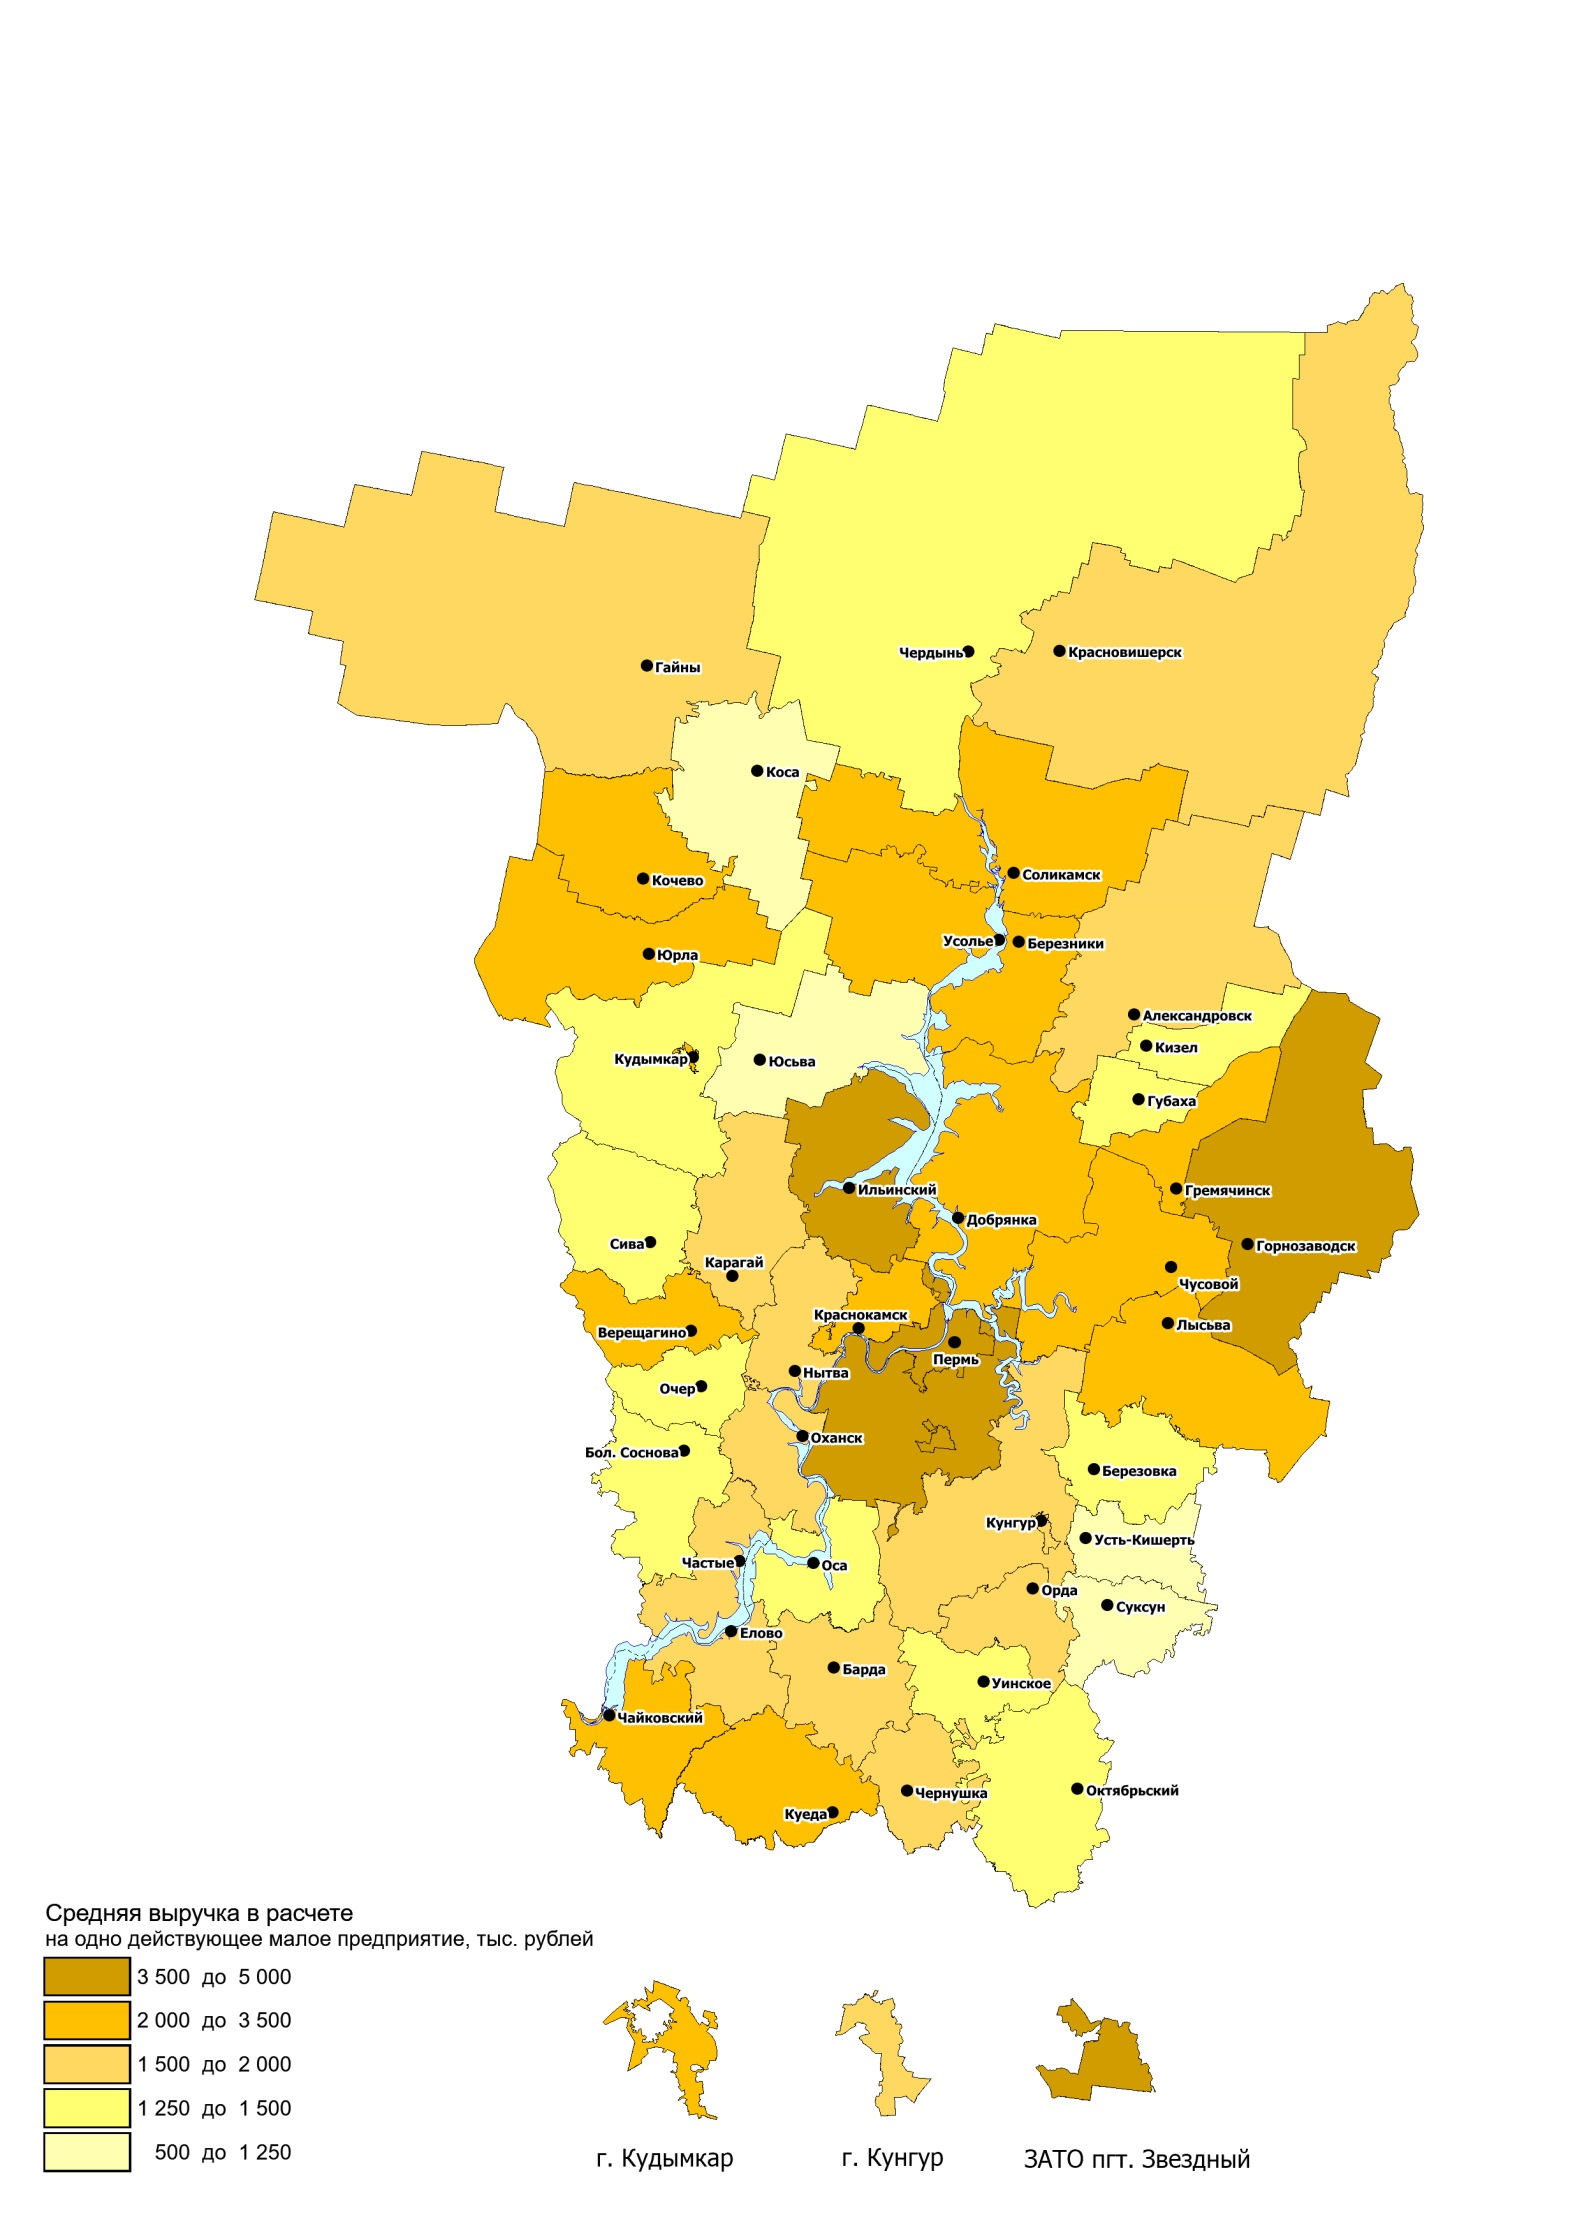 Чердынь
Красновишерск
Гайны
Коса
Соликамск
Кочево
Усолье
Березники
Юрла
Александровск
Кизел
Кудымкар
Юсьва
Губаха
Ильинский
Гремячинск
Добрянка
Сива
Горнозаводск
Карагай
Чусовой
Краснокамск
Лысьва
Верещагино
Пермь
Нытва
Очер
Оханск
Бол. Соснова
Березовка
Кунгур
Усть-Кишерть
Частые
Оса
Орда
Суксун
Елово
Барда
Уинское
Чайковский
Октябрьский
Чернушка
Куеда
Средняя выручка в расчете
на одно действующее малое предприятие, тыс. рублей
3 500 до 5 000
2 000 до 3 500
1 500 до 2 000
1 250 до 1 500
500 до 1 250
г. Кудымкар
г. Кунгур
ЗАТО пгт. Звездный